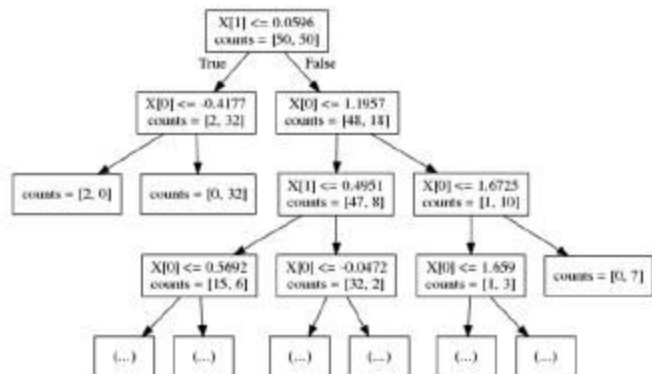 X[1] <= 0.0596
counts = [50, 50]
True
False
X[0] <= -0.4177
counts = [2, 32]
X[0] <= 1.1957
counts = [48, 18]
counts = [2, 0]
counts = [0, 32]
X[1] <= 0.4951
counts = [47, 8]
X[0] <= 1.6725
counts = [1, 10]
X[0] <= 0.5692
counts = [15, 6]
X[0] <= -0.0472
counts = [32, 2]
X[0] <= 1.659
counts = [1, 3]
counts = [0, 7]
(...)
(...)
(...)
(...)
(...)
(...)